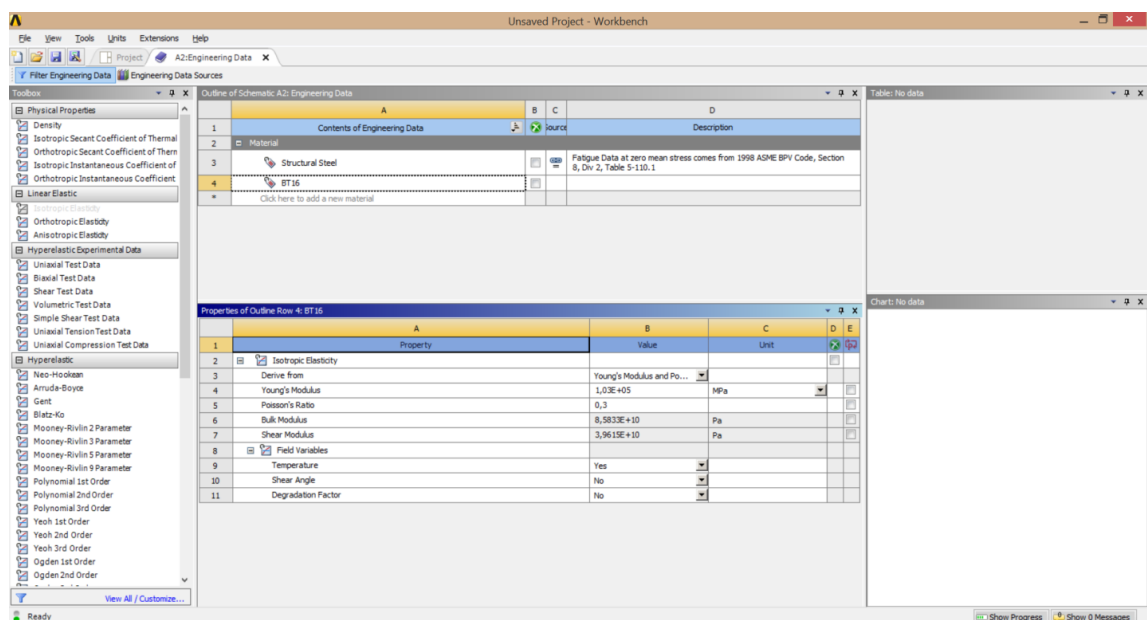 Unsaved Project - Workbench
File View Tools Units Extensions Help
Project A2:Engineering Data
Filter Engineering Data Engineering Data Sources
Toolbox
Physical Properties
Density
Isotropic Secant Coefficient of Thermal
Orthotropic Secant Coefficient of Thern
Isotropic Instantaneous Coefficient of
Orthotropic Instantaneous Coefficient
Linear Elastic
Isotropic Elasticity
Orthotropic Elasticity
Anisotropic Elasticity
Hyperelastic Experimental Data
Uniaxial Test Data
Biaxial Test Data
Shear Test Data
Volumetric Test Data
Simple Shear Test Data
Uniaxial Tension Test Data
Uniaxial Compression Test Data
Hyperelastic
Neo-Hookean
Arruda-Boyce
Gent
Blatz-Ko
Mooney-Rivlin 2 Parameter
Mooney-Rivlin 3 Parameter
Mooney-Rivlin 5 Parameter
Mooney-Rivlin 9 Parameter
Polynomial 1st Order
Polynomial 2nd Order
Polynomial 3rd Order
Yeoh 1st Order
Yeoh 2nd Order
Yeoh 3rd Order
Ogden 1st Order
Ogden 2nd Order
View All / Customize...
Outline of Schematic A2: Engineering Data
A B C D
1 Contents of Engineering Data Source Description
2 Material
3 Structural Steel Fatigue Data at zero mean stress comes from 1998 ASME BPV Code, Section
8, Div 2, Table 5-110.1
4 BT16
* Click here to add a new material
Properties of Outline Row 4: BT16
A B C D E
1 Property Value Unit
2 Isotropic Elasticity
3 Derive from Young's Modulus and Po...
4 Young's Modulus 1,03E+05 MPa
5 Poisson's Ratio 0,3
6 Bulk Modulus 8,5833E+10 Pa
7 Shear Modulus 3,9615E+10 Pa
8 Field Variables
9 Temperature Yes
10 Shear Angle No
11 Degradation Factor No
Table: No data
Chart: No data
Ready
Show Progress Show 0 Messages